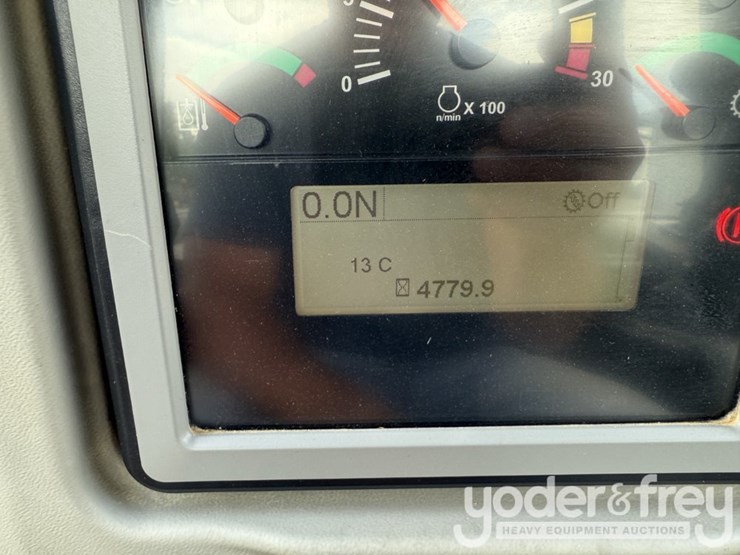 0
30
n/min
X 100
0.0N
Off
13 C
4779.9
yoder&frey
HEAVY EQUIPMENT AUCTIONS